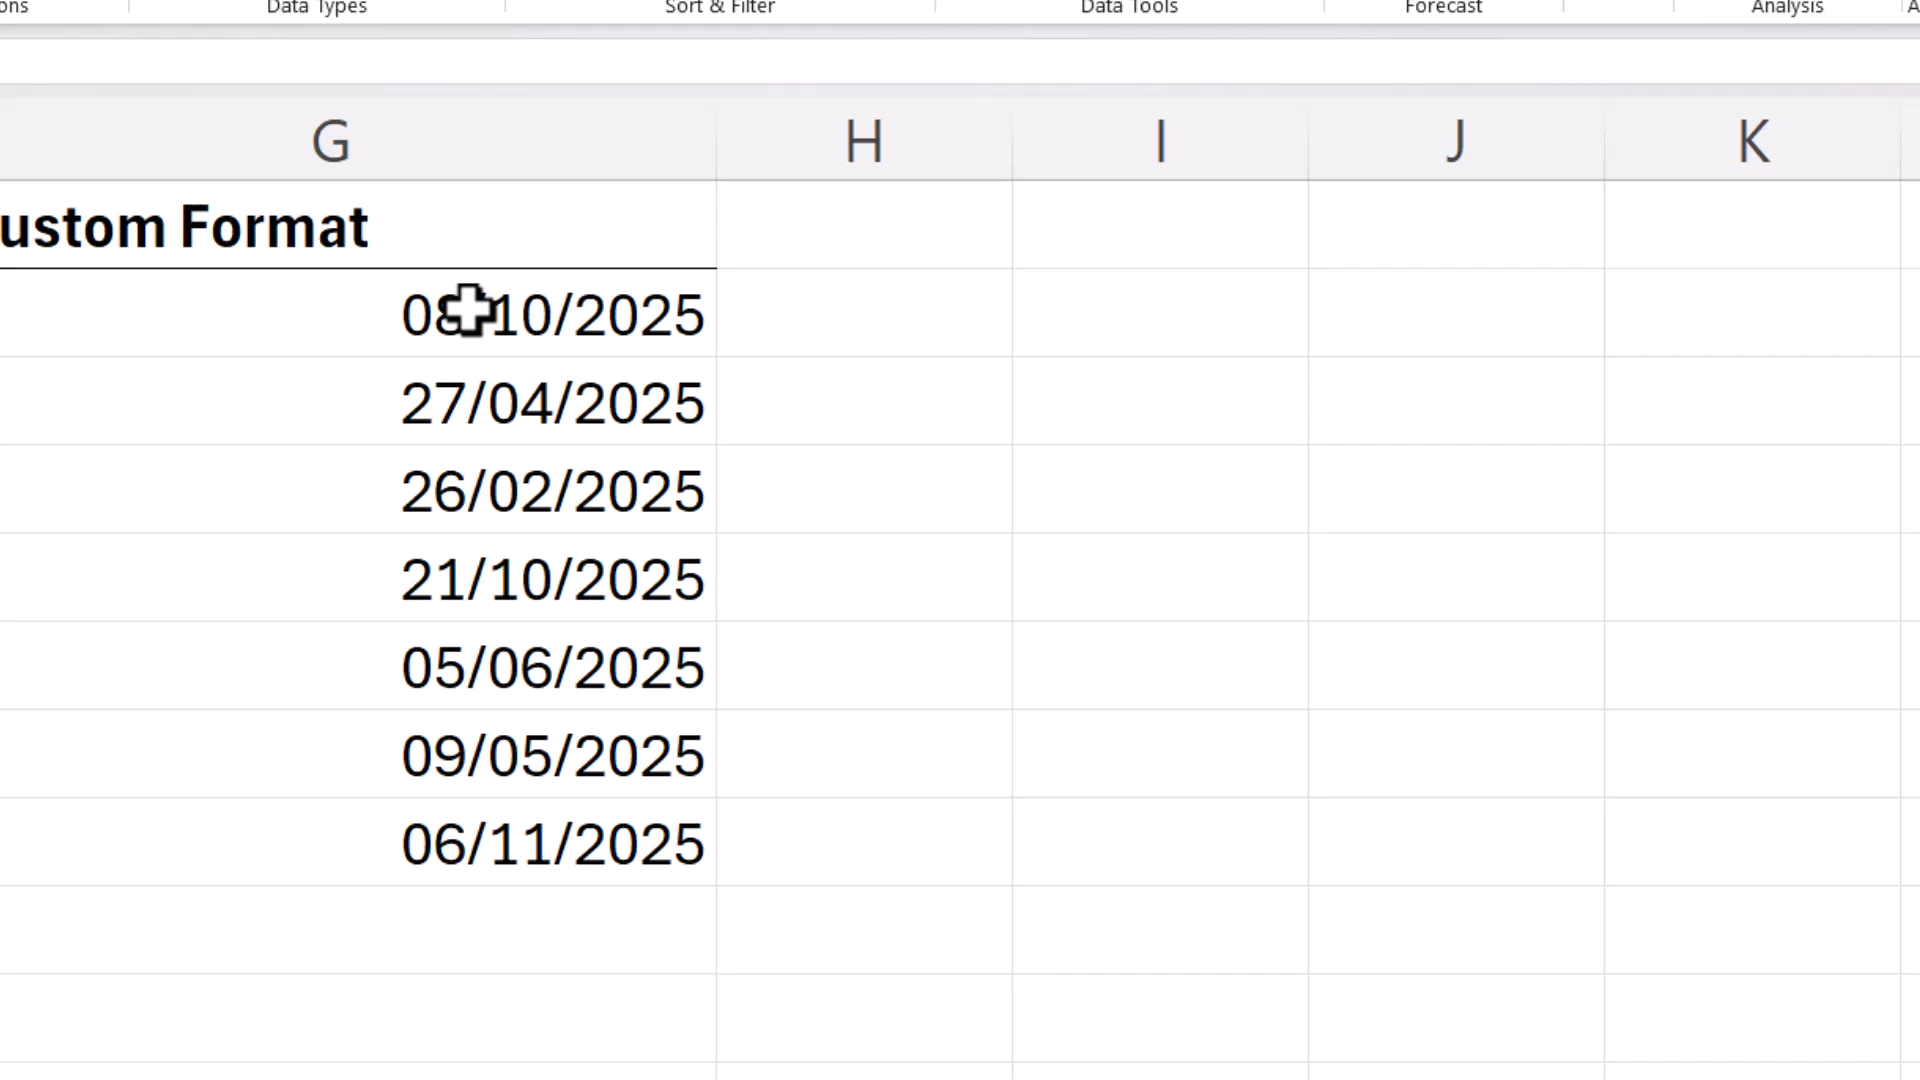 ons Data Types Sort & Filter Data Tools Forecast Analysis A
G H I J K
ustom Format
08/10/2025
27/04/2025
26/02/2025
21/10/2025
05/06/2025
09/05/2025
06/11/2025